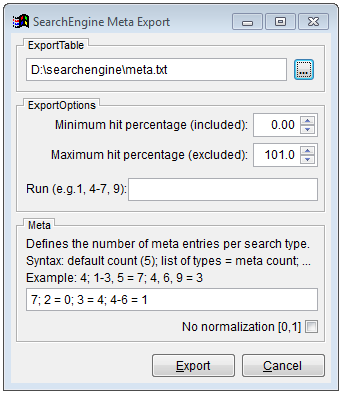 SearchEngine Meta Export
ExportTable
D:\searchengine\meta.txt
...
ExportOptions
Minimum hit percentage (included): 0.00
Maximum hit percentage (excluded): 101.0
Run (e.g.1, 4-7, 9):
Meta
Defines the number of meta entries per search type.
Syntax: default count (5); list of types = meta count; ...
Example: 4; 1-3, 5 = 7; 4, 6, 9 = 3
7; 2 = 0; 3 = 4; 4-6 = 1
No normalization [0,1]
Export Cancel